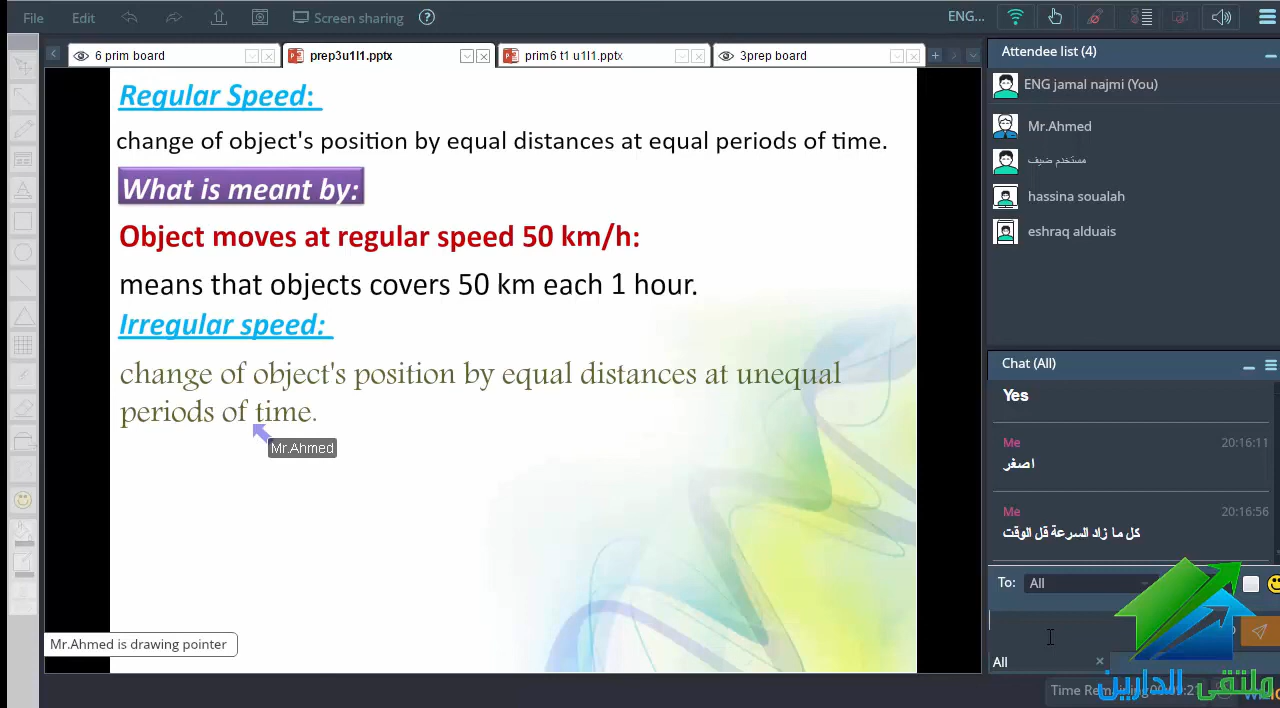 File Edit Screen sharing ENG...
6 prim board prep3u1l1.pptx prim6 t1 u1l1.pptx 3prep board
Regular Speed:
change of object's position by equal distances at equal periods of time.
What is meant by:
Object moves at regular speed 50 km/h:
means that objects covers 50 km each 1 hour.
Irregular speed:
change of object's position by equal distances at unequal
periods of time.
Mr.Ahmed
Mr.Ahmed is drawing pointer
Attendee list (4)
ENG jamal najmi (You)
Mr.Ahmed
مستخدم ضيف
hassina soualah
eshraq alduais
Chat (All)
Yes
Me 20:16:11
اصغر
Me 20:16:56
كل ما زاد السرعة قل الوقت
To: All
All
ملتقى الدارين